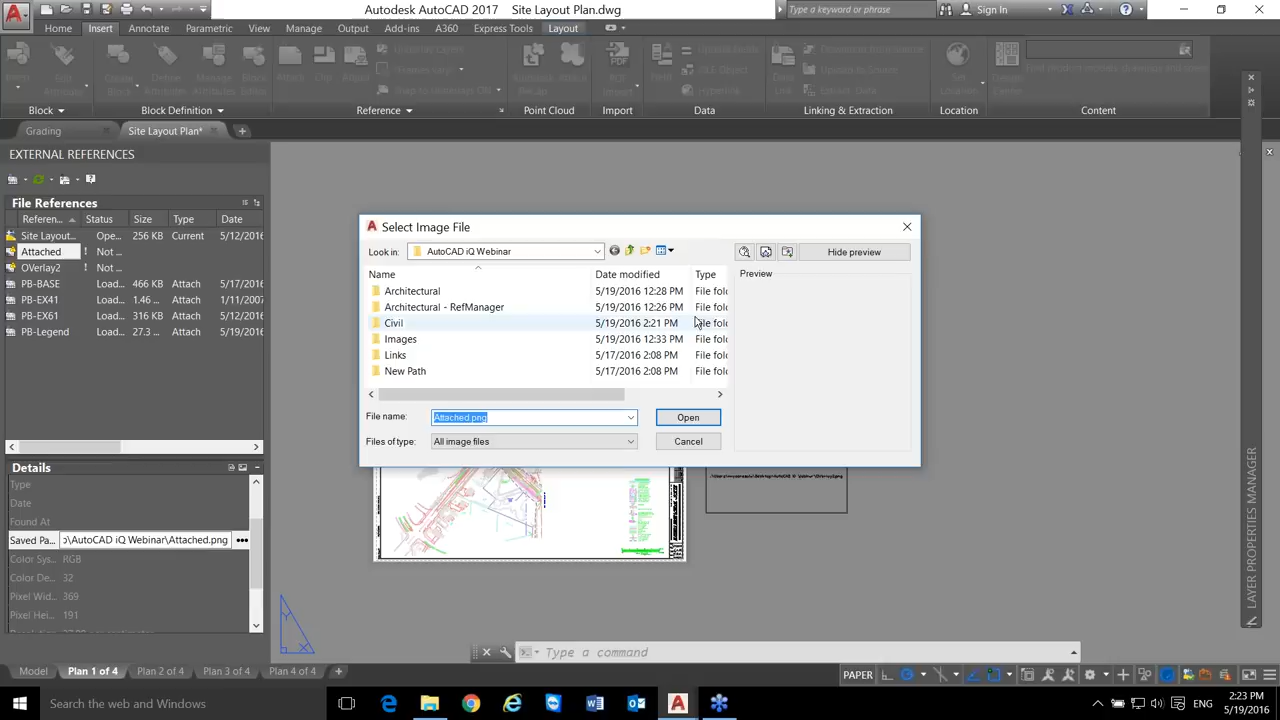 Autodesk AutoCAD 2017 Site Layout Plan.dwg
Type a keyword or phrase
Sign In
Home Insert Annotate Parametric View Manage Output Add-ins A360 Express Tools Layout
Block Block Definition Reference Point Cloud Import Data Linking & Extraction Location Content
Grading Site Layout Plan*
EXTERNAL REFERENCES
File References
Referen... Status Size Type Date
Site Layout... Ope... 256 KB Current 5/12/2016
Attached ! Not ...
OVerlay2 ! Not ...
PB-BASE Load... 466 KB Attach 5/17/2016
PB-EX41 Load... 1.46 ... Attach 1/11/2007
PB-EX61 Load... 316 KB Attach 5/19/2016
PB-Legend Load... 27.3 ... Attach 5/19/2016
Details
Type
Date
Found At
Saved Pa... \AutoCAD iQ Webinar\Attached.png
Color Sys... RGB
Color De... 32
Pixel Wid... 369
Pixel Hei... 191
Select Image File
Look in: AutoCAD iQ Webinar
Hide preview
Name Date modified Type
Preview
Architectural 5/19/2016 12:28 PM File fold
Architectural - RefManager 5/19/2016 12:26 PM File fold
Civil 5/19/2016 2:21 PM File fold
Images 5/19/2016 12:33 PM File fold
Links 5/17/2016 2:08 PM File fold
New Path 5/17/2016 2:08 PM File fold
File name: Attached.png Open
Files of type: All image files Cancel
LAYER PROPERTIES MANAGER
Type a command
Model Plan 1 of 4 Plan 2 of 4 Plan 3 of 4 Plan 4 of 4
PAPER
Search the web and Windows
ENG
2:23 PM
5/19/2016